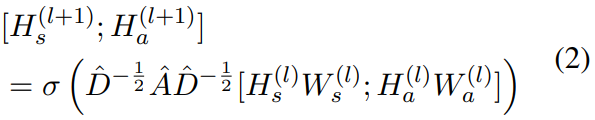 [H_s^{(l+1)}; H_a^{(l+1)}]
= σ ( D̂^{-1/2} Â D̂^{-1/2} [H_s^{(l)} W_s^{(l)}; H_a^{(l)} W_a^{(l)}] ) (2)